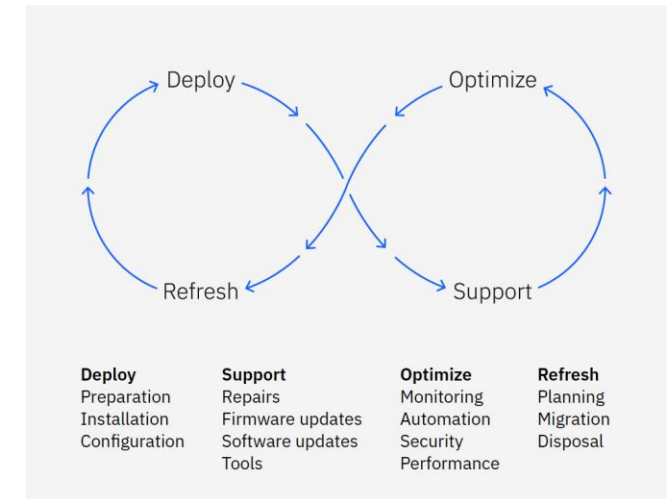 Deploy
Optimize
Refresh
Support
Deploy
Preparation
Installation
Configuration
Support
Repairs
Firmware updates
Software updates
Tools
Optimize
Monitoring
Automation
Security
Performance
Refresh
Planning
Migration
Disposal